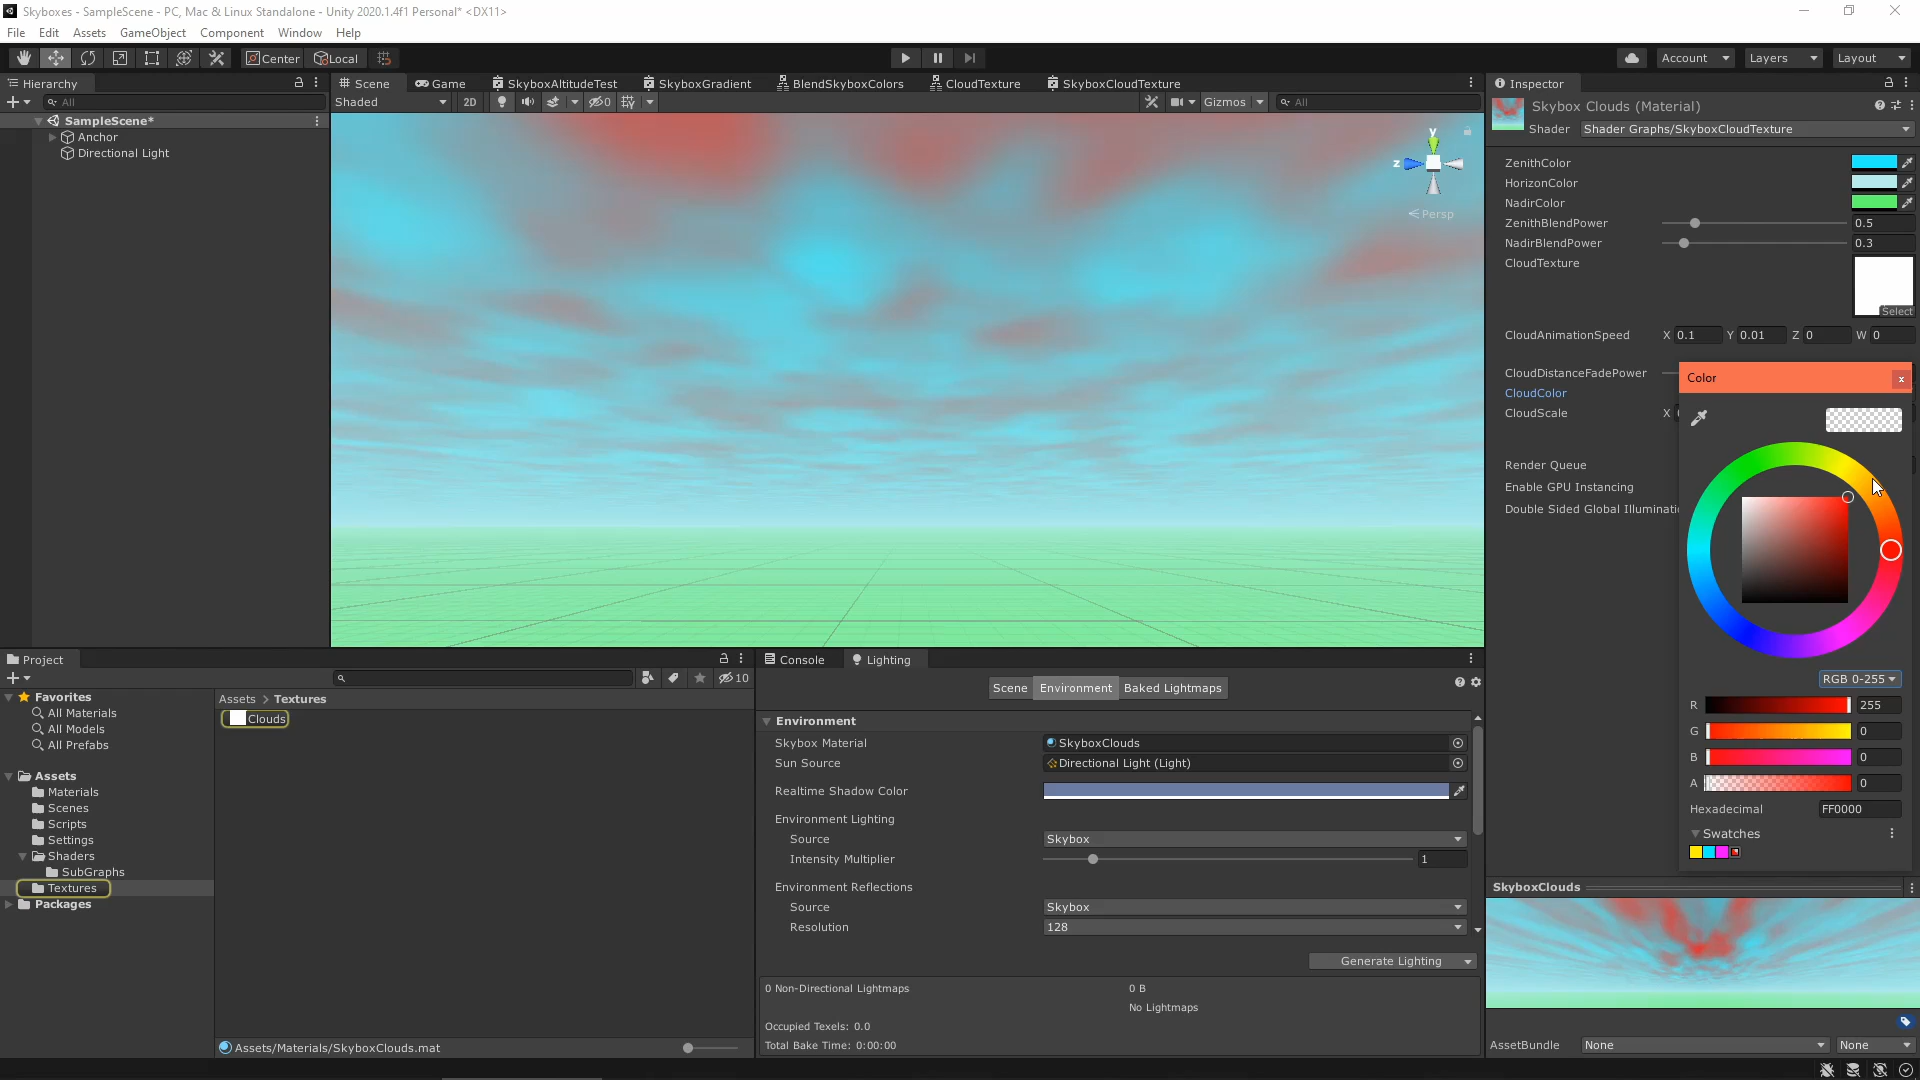 Skyboxes - SampleScene - PC, Mac & Linux Standalone - Unity 2020.1.4f1 Personal* <DX11>
File Edit Assets GameObject Component Window Help
Center Local Account Layers Layout
Hierarchy
All
SampleScene*
Anchor
Directional Light
Scene Game SkyboxAltitudeTest SkyboxGradient BlendSkyboxColors CloudTexture SkyboxCloudTexture
Shaded 2D 0 Gizmos All
y
z
Persp
Inspector
Skybox Clouds (Material)
Shader Shader Graphs/SkyboxCloudTexture
ZenithColor
HorizonColor
NadirColor
ZenithBlendPower 0.5
NadirBlendPower 0.3
CloudTexture
Select
CloudAnimationSpeed X 0.1 Y 0.01 Z 0 W 0
CloudDistanceFadePower
CloudColor
CloudScale X
Render Queue
Enable GPU Instancing
Double Sided Global Illuminati
Color
x
RGB 0-255
R 255
G 0
B 0
A 0
Hexadecimal FF0000
Swatches
Project
10
Favorites
All Materials
All Models
All Prefabs
Assets
Materials
Scenes
Scripts
Settings
Shaders
SubGraphs
Textures
Packages
Assets > Textures
Clouds
Assets/Materials/SkyboxClouds.mat
Console Lighting
Scene Environment Baked Lightmaps
Environment
Skybox Material SkyboxClouds
Sun Source Directional Light (Light)
Realtime Shadow Color
Environment Lighting
Source Skybox
Intensity Multiplier 1
Environment Reflections
Source Skybox
Resolution 128
Generate Lighting
0 Non-Directional Lightmaps 0 B
No Lightmaps
Occupied Texels: 0.0
Total Bake Time: 0:00:00
SkyboxClouds
AssetBundle None None